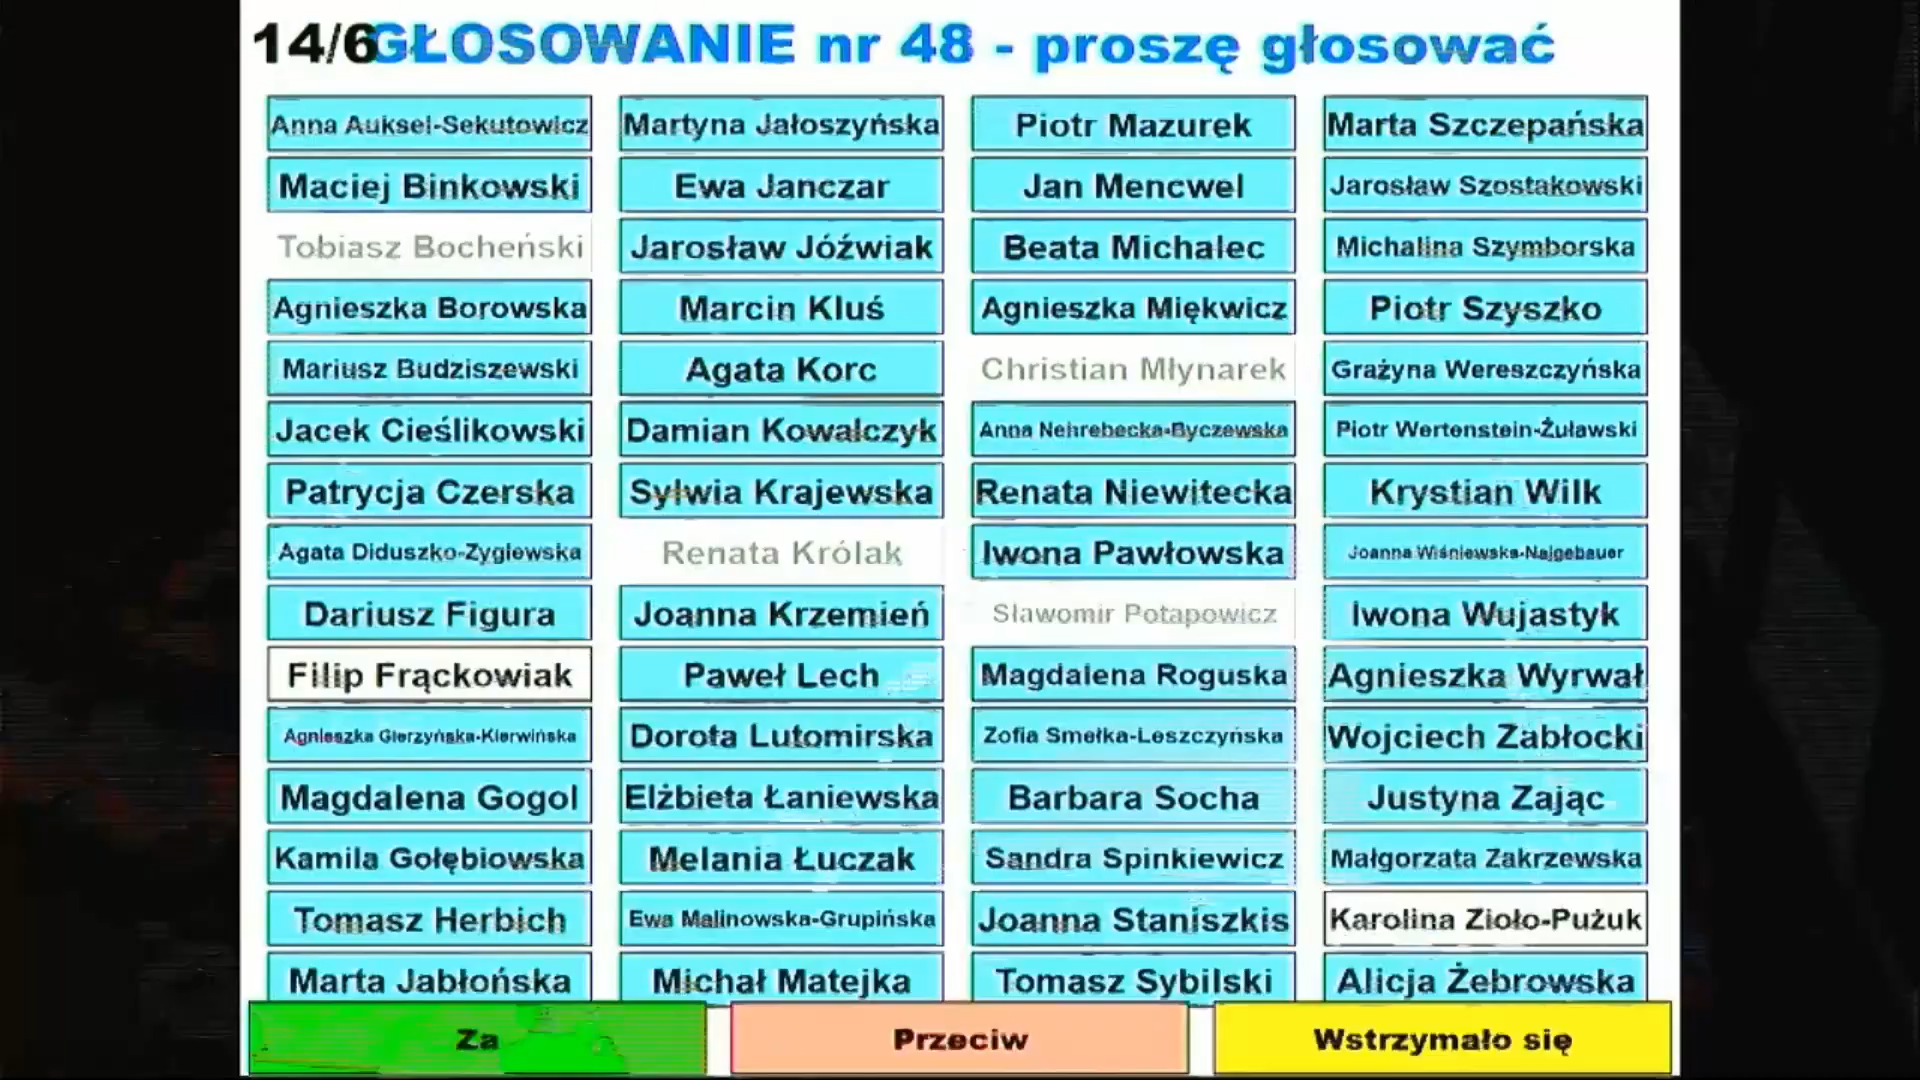 14/6 GŁOSOWANIE nr 48 - proszę głosować
Anna Auksel-Sekutowicz
Maciej Binkowski
Tobiasz Bocheński
Agnieszka Borowska
Mariusz Budziszewski
Jacek Cieślikowski
Patrycja Czerska
Agata Diduszko-Zyglewska
Dariusz Figura
Filip Frąckowiak
Agnieszka Gierzyńska-Kierwińska
Magdalena Gogol
Kamila Gołębiowska
Tomasz Herbich
Marta Jabłońska
Martyna Jałoszyńska
Ewa Janczar
Jarosław Jóźwiak
Marcin Kluś
Agata Korc
Damian Kowalczyk
Sylwia Krajewska
Renata Królak
Joanna Krzemień
Paweł Lech
Dorota Lutomirska
Elżbieta Łaniewska
Melania Łuczak
Ewa Malinowska-Grupińska
Michał Matejka
Piotr Mazurek
Jan Mencwel
Beata Michalec
Agnieszka Miękwicz
Christian Młynarek
Anna Nehrebecka-Byczewska
Renata Niewitecka
Iwona Pawłowska
Sławomir Potapowicz
Magdalena Roguska
Zofia Smełka-Leszczyńska
Barbara Socha
Sandra Spinkiewicz
Joanna Staniszkis
Tomasz Sybilski
Marta Szczepańska
Jarosław Szostakowski
Michalina Szymborska
Piotr Szyszko
Grażyna Wereszczyńska
Piotr Wertenstein-Żuławski
Krystian Wilk
Joanna Wiśniewska-Najgebauer
Iwona Wujastyk
Agnieszka Wyrwał
Wojciech Zabłocki
Justyna Zając
Małgorzata Zakrzewska
Karolina Zioło-Pużuk
Alicja Żebrowska
Za
Przeciw
Wstrzymało się